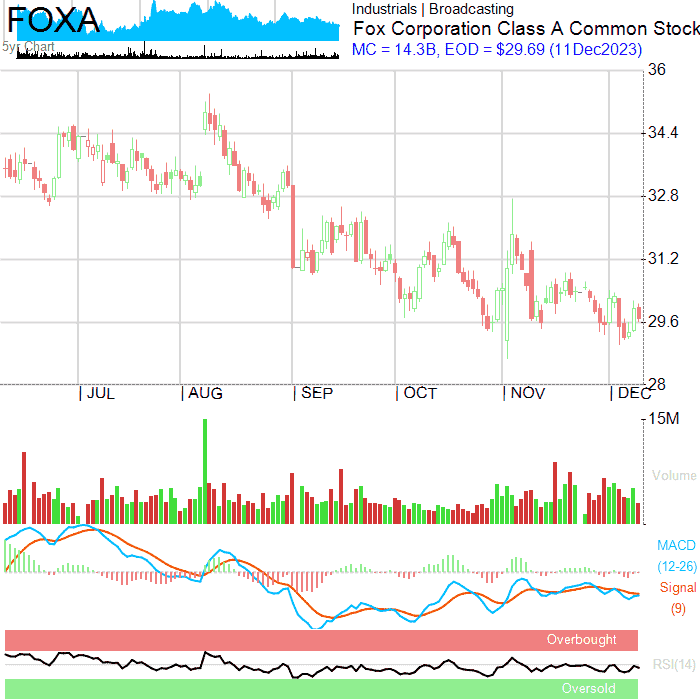 FOXA
Industrials | Broadcasting
Fox Corporation Class A Common Stock
MC = 14.3B, EOD = $29.69 (11Dec2023)
5yr Chart
36
34.4
32.8
31.2
29.6
28
JUL
AUG
SEP
OCT
NOV
DEC
15M
Volume
MACD
(12-26)
Signal
(9)
Overbought
RSI(14)
Oversold